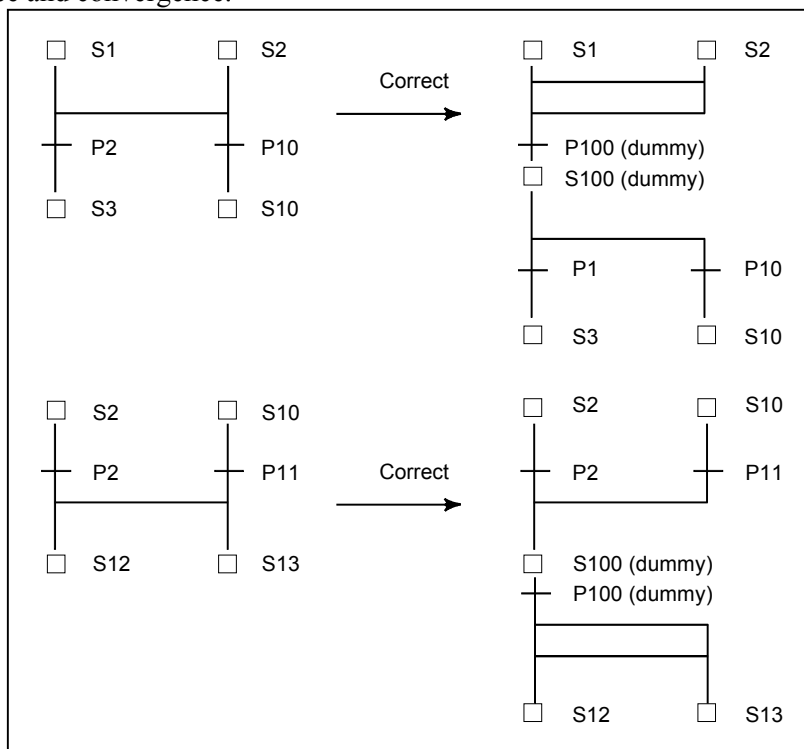 S1 S2 S1 S2
Correct
P2 P10 P100 (dummy)
S3 S10 S100 (dummy)
P1 P10
S3 S10
S2 S10 S2 S10
P2 P11 Correct P2 P11
S12 S13 S100 (dummy)
P100 (dummy)
S12 S13